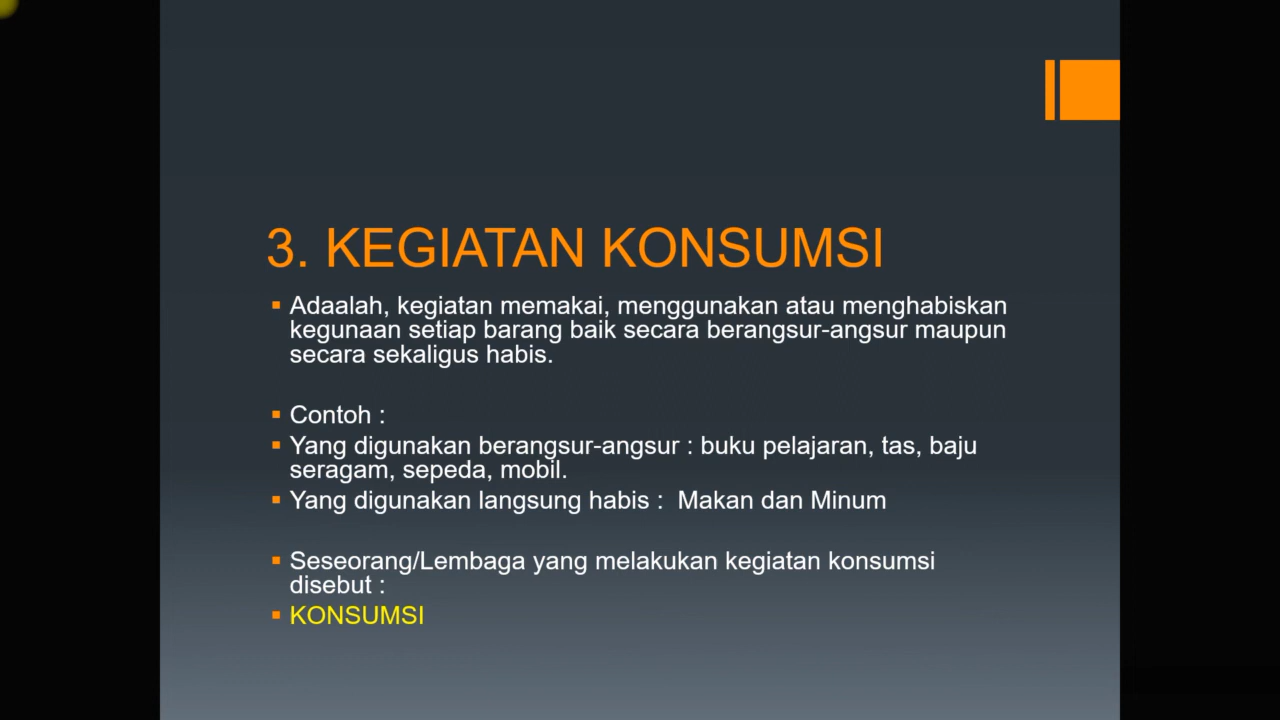 3. KEGIATAN KONSUMSI
Adaalah, kegiatan memakai, menggunakan atau menghabiskan
kegunaan setiap barang baik secara berangsur-angsur maupun
secara sekaligus habis.
Contoh :
Yang digunakan berangsur-angsur : buku pelajaran, tas, baju
seragam, sepeda, mobil.
Yang digunakan langsung habis :  Makan dan Minum
Seseorang/Lembaga yang melakukan kegiatan konsumsi
disebut :
KONSUMSI